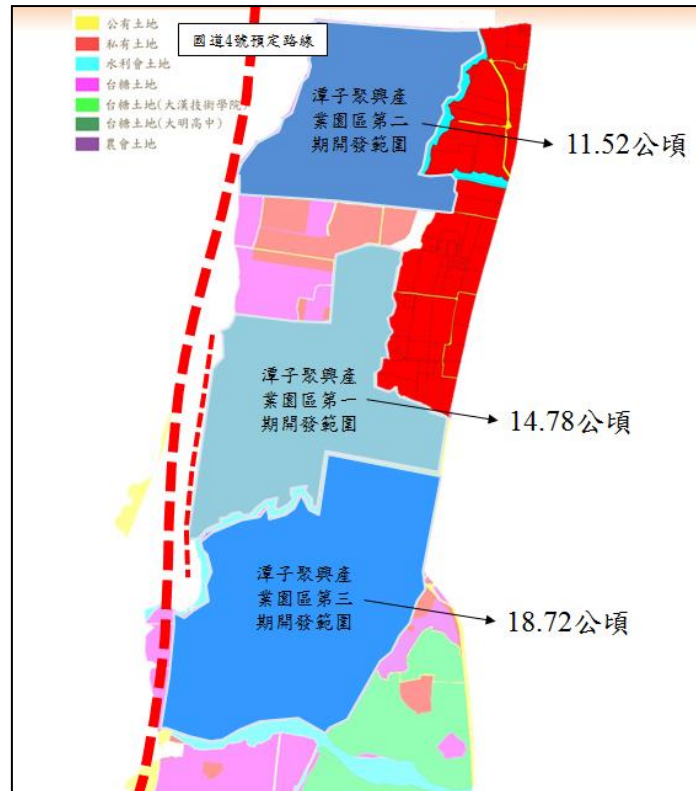 公有土地
私有土地
水利會土地
台糖土地
台糖土地(大漢技術學院)
台糖土地(大明高中)
農會土地
國道4號預定路線
潭子聚興產
業園區第二
期開發範圍
11.52公頃
潭子聚興產
業園區第一
期開發範圍
14.78公頃
潭子聚興產
業園區第三
期開發範圍
18.72公頃